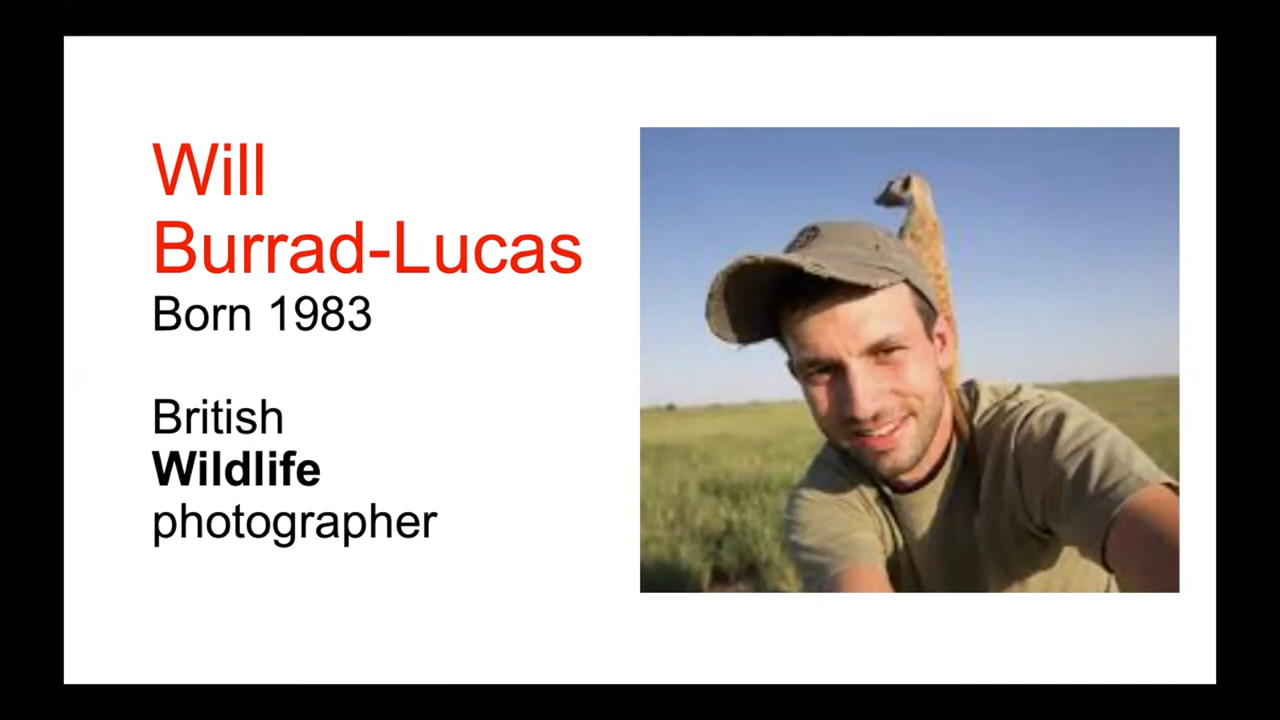 Will
Burrad-Lucas
Born 1983
British
Wildlife
photographer